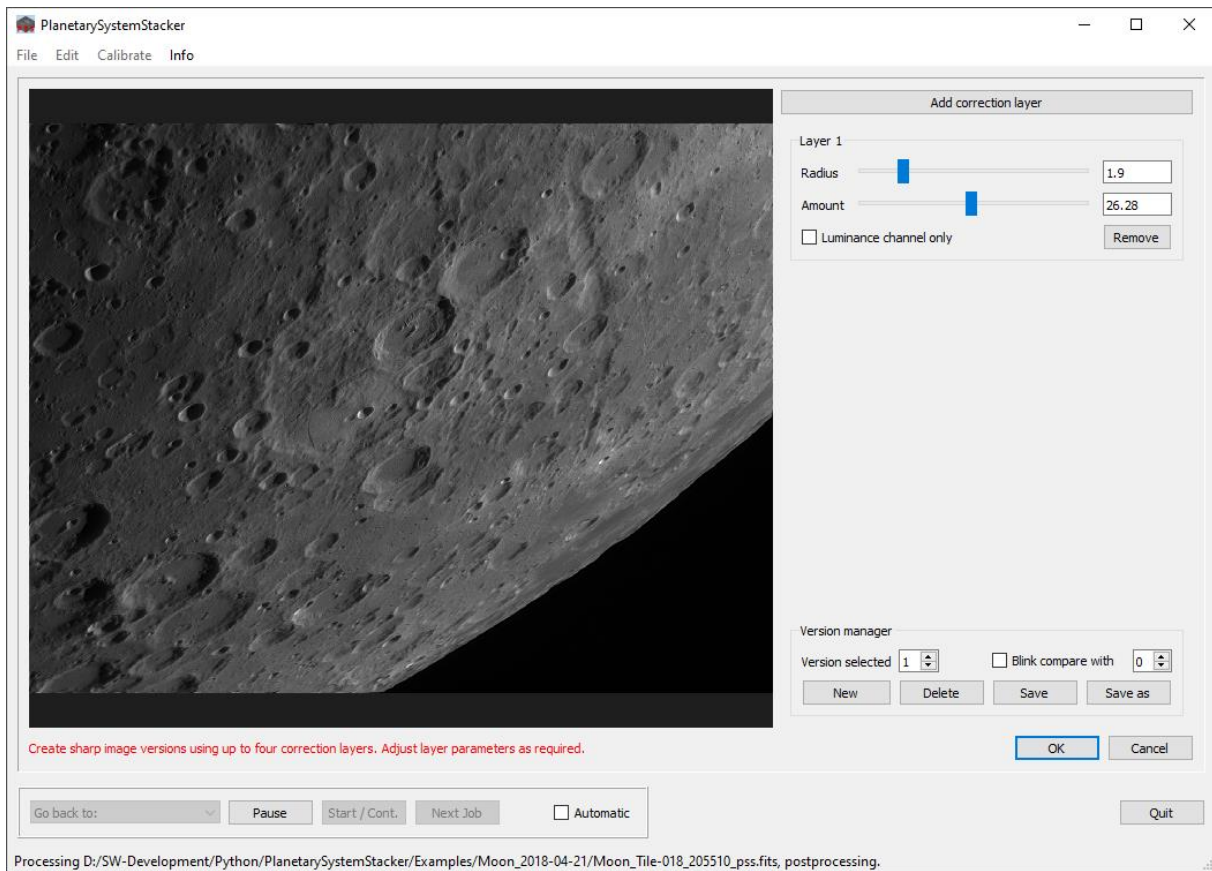 PlanetarySystemStacker
File Edit Calibrate Info
Add correction layer
Layer 1
Radius 1.9
Amount 26.28
Luminance channel only Remove
Version manager
Version selected 1 Blink compare with 0
New Delete Save Save as
Create sharp image versions using up to four correction layers. Adjust layer parameters as required. OK Cancel
Go back to: Pause Start / Cont. Next Job Automatic Quit
Processing D:/SW-Development/Python/PlanetarySystemStacker/Examples/Moon_2018-04-21/Moon_Tile-018_205510_pss.fits, postprocessing.